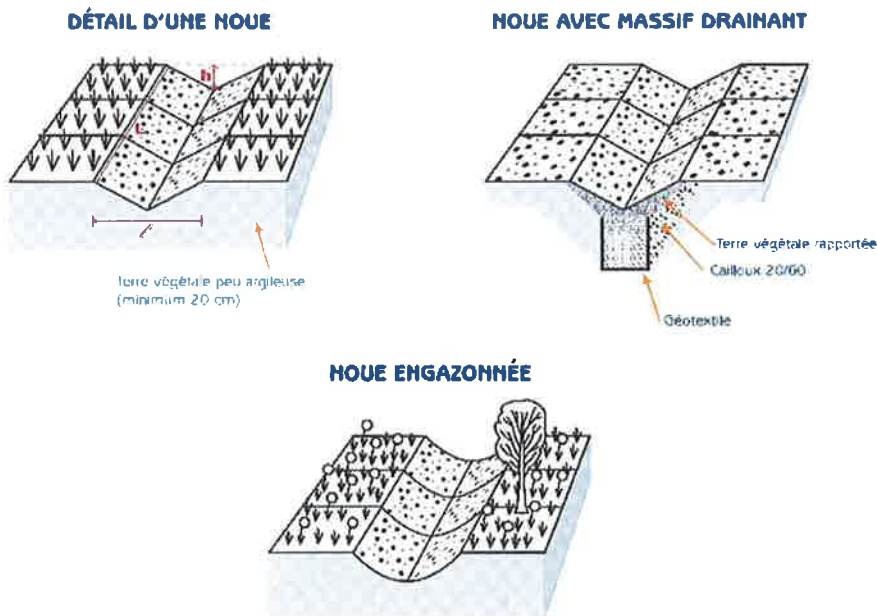 DÉTAIL D'UNE NOUE
h
L
l
Terre végétale peu argileuse
(minimum 20 cm)
NOUE AVEC MASSIF DRAINANT
Terre végétale rapportée
Cailloux 20/60
Géotextile
NOUE ENGAZONNÉE